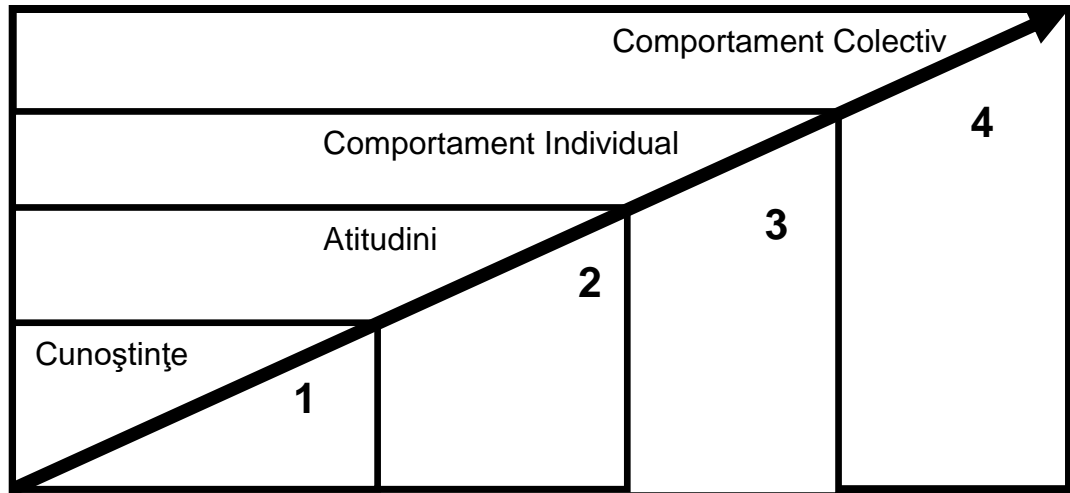 Comportament Colectiv
4
Comportament Individual
3
Atitudini
2
Cunoştinţe
1